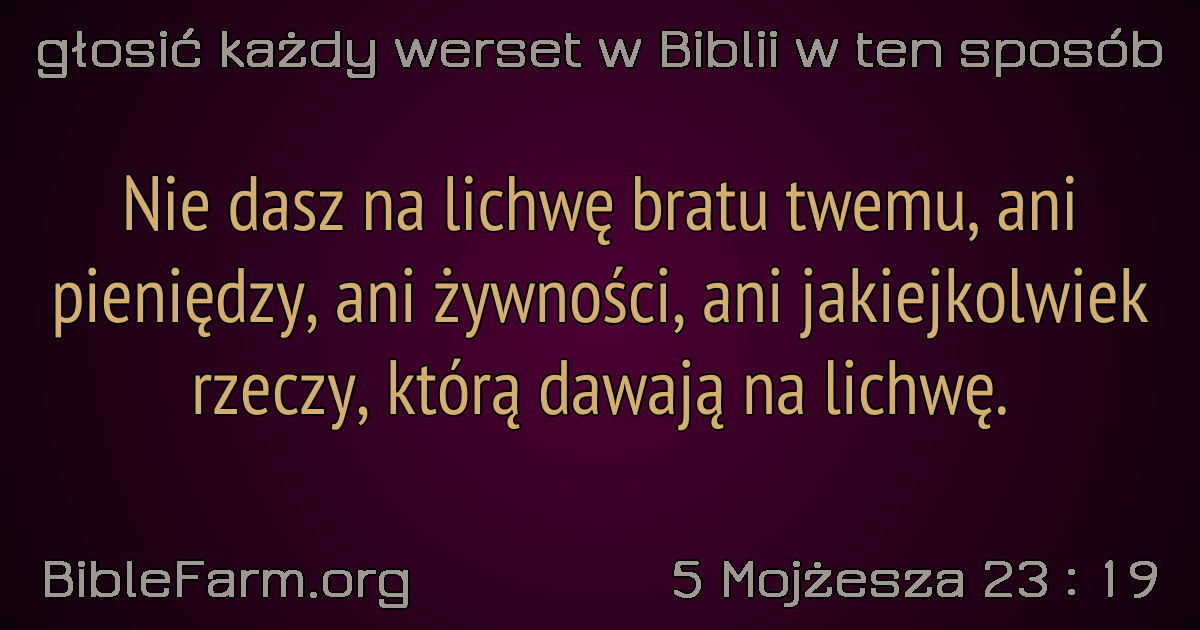 głosić każdy werset w Biblii w ten sposób
Nie dasz na lichwę bratu twemu, ani
pieniędzy, ani żywności, ani jakiejkolwiek
rzeczy, którą dawają na lichwę.
BibleFarm.org
5 Mojżesza 23 : 19